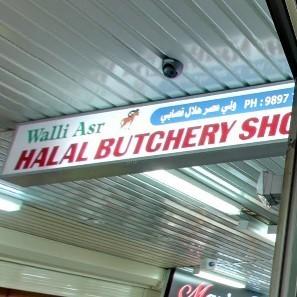 Walli Asr
ولي عصر حلال قصابي
PH : 9897
HALAL BUTCHERY SHO